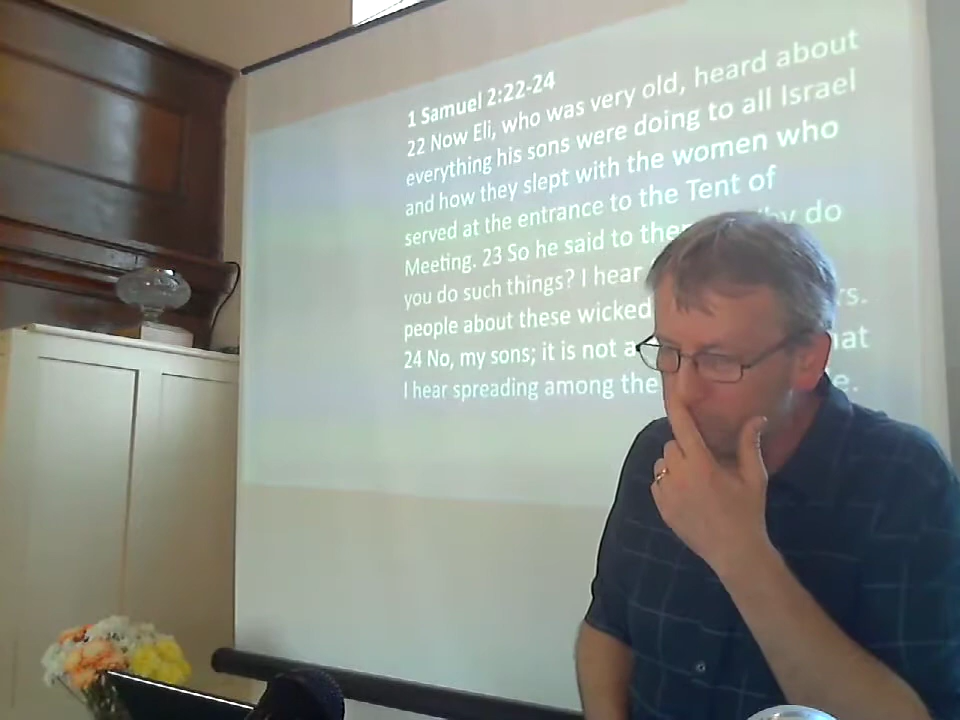 1 Samuel 2:22-24
22 Now Eli, who was very old, heard about
everything his sons were doing to all Israel
and how they slept with the women who
served at the entrance to the Tent of
Meeting. 23 So he said to the do
you do such things? I hear
people about these wicked rs.
24 No, my sons; it is not a hat
I hear spreading among the e.